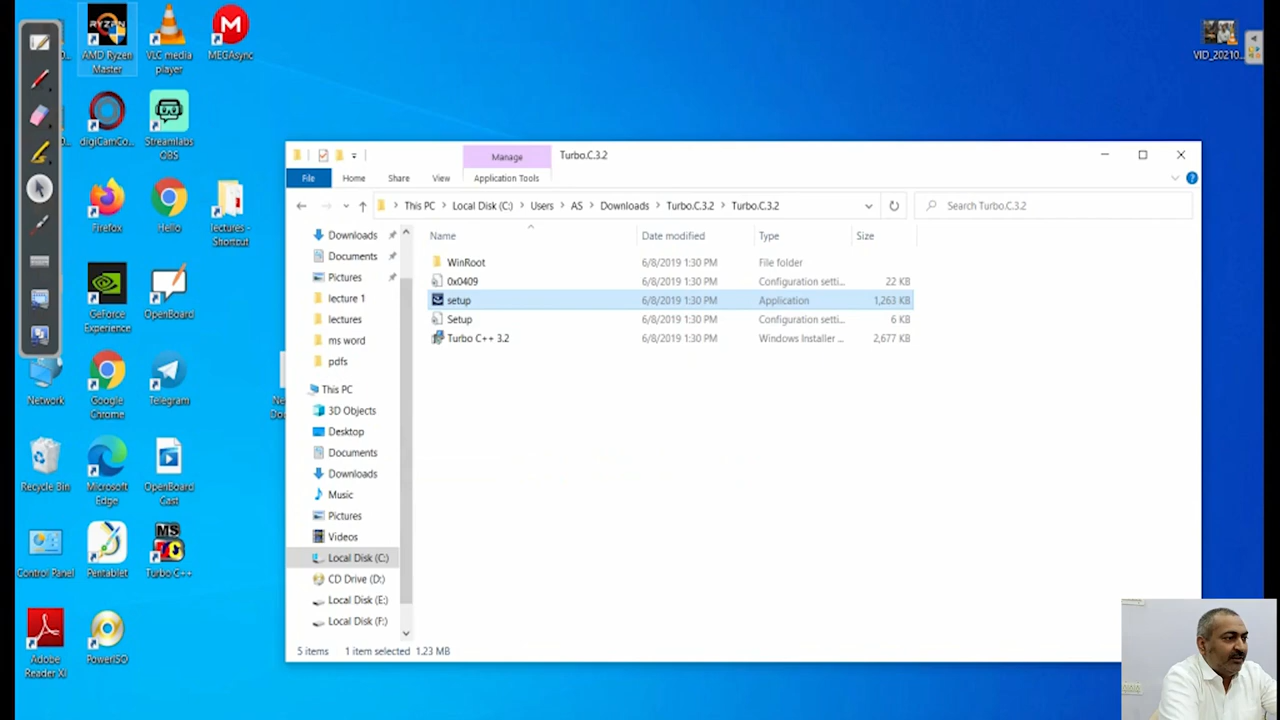 AMD Ryzen Master
VLC media player
MEGAsync
VID_20210...
digiCamCo...
Streamlabs OBS
Firefox
Hello
lectures - Shortcut
GeForce Experience
OpenBoard
Network
Google Chrome
Telegram
Recycle Bin
Microsoft Edge
OpenBoard Cast
Control Panel
Pentablet
MS
Turbo C++
Adobe Reader XI
PowerISO
Manage
Turbo.C.3.2
File
Home
Share
View
Application Tools
This PC > Local Disk (C:) > Users > AS > Downloads > Turbo.C.3.2 > Turbo.C.3.2
Search Turbo.C.3.2
Name Date modified Type Size
WinRoot 6/8/2019 1:30 PM File folder
0x0409 6/8/2019 1:30 PM Configuration setti... 22 KB
setup 6/8/2019 1:30 PM Application 1,263 KB
Setup 6/8/2019 1:30 PM Configuration setti... 6 KB
Turbo C++ 3.2 6/8/2019 1:30 PM Windows Installer ... 2,677 KB
Downloads
Documents
Pictures
lecture 1
lectures
ms word
pdfs
This PC
3D Objects
Desktop
Documents
Downloads
Music
Pictures
Videos
Local Disk (C:)
CD Drive (D:)
Local Disk (E:)
Local Disk (F:)
5 items 1 item selected 1.23 MB